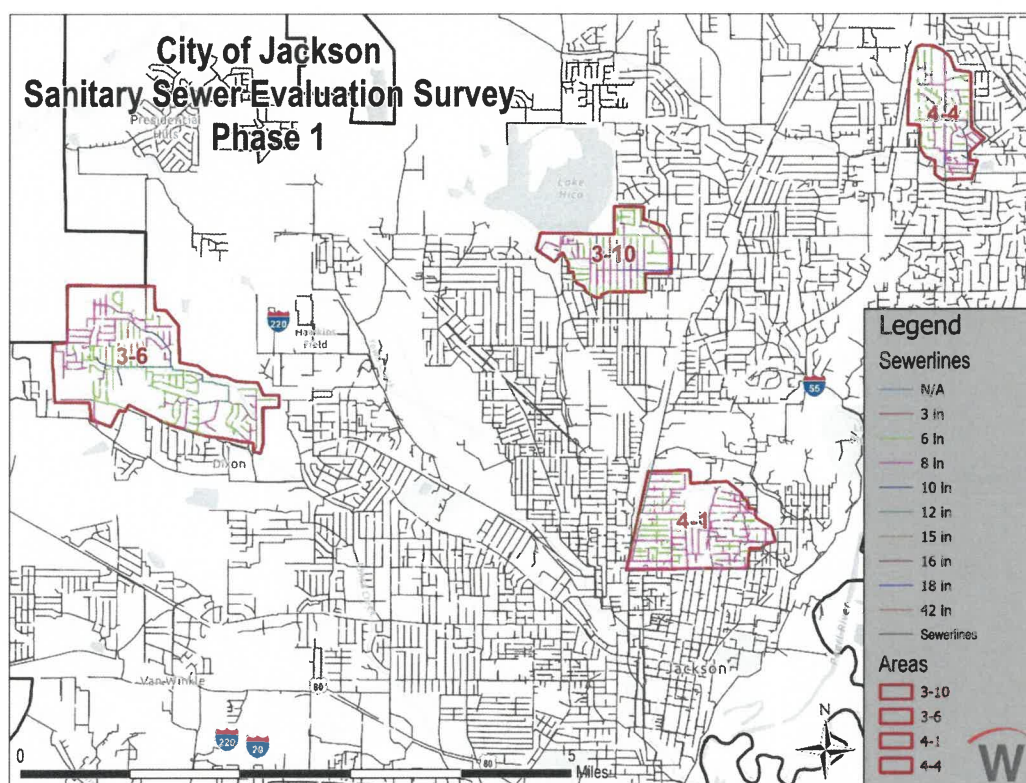 City of Jackson
Sanitary Sewer Evaluation Survey
Phase 1
Presidential
Hills
Lake
Hico
4-4
3-10
3-6
220
Hawkins
Field
55
Dixon
4-1
Jackson
Pearl River
Van Winkle
80
220
20
80
0
5
Miles
N
Legend
Sewerlines
N/A
3 in
6 in
8 in
10 in
12 in
15 in
16 in
18 in
42 in
Sewerlines
Areas
3-10
3-6
4-1
4-4
W